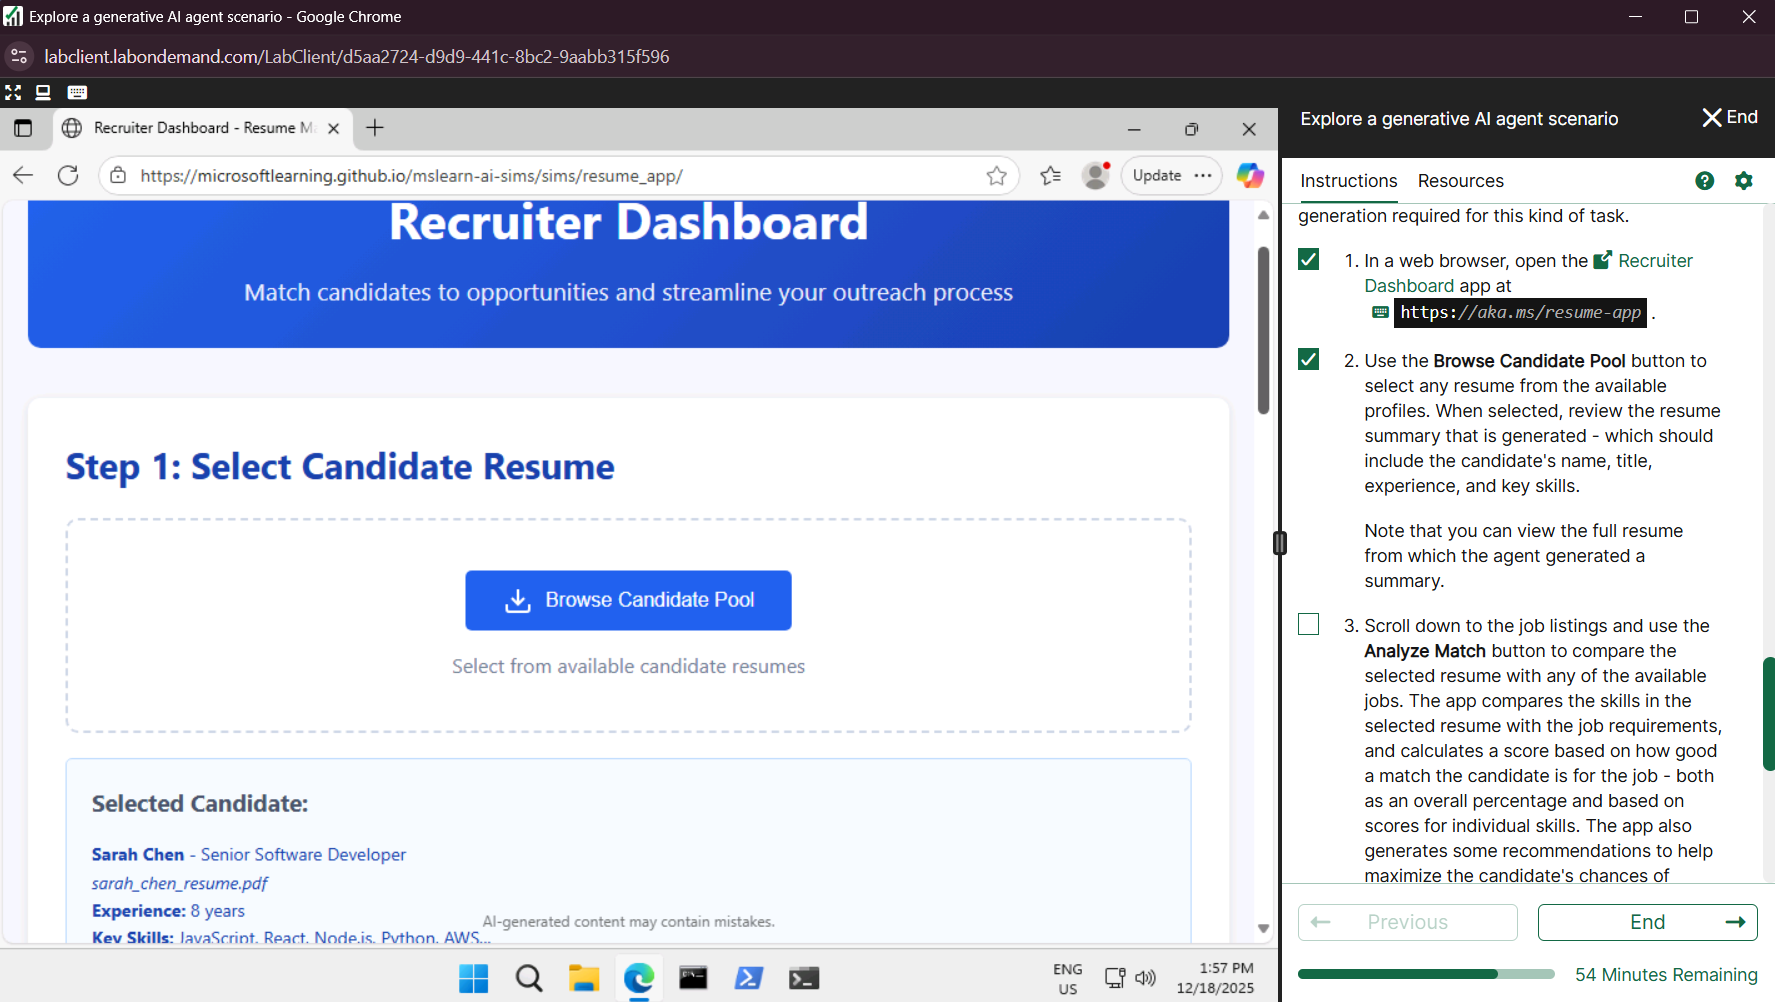 Explore a generative AI agent scenario - Google Chrome
labclient.labondemand.com/LabClient/d5aa2724-d9d9-441c-8bc2-9aabb315f596
Recruiter Dashboard - Resume M
https://microsoftlearning.github.io/mslearn-ai-sims/sims/resume_app/
Update
Recruiter Dashboard
Match candidates to opportunities and streamline your outreach process
Step 1: Select Candidate Resume
Browse Candidate Pool
Select from available candidate resumes
Selected Candidate:
Sarah Chen - Senior Software Developer
sarah_chen_resume.pdf
Experience: 8 years
AI-generated content may contain mistakes.
Key Skills: JavaScript, React, Node.js, Python, AWS...
ENG
US
1:57 PM
12/18/2025
Explore a generative AI agent scenario
End
Instructions
Resources
generation required for this kind of task.
1. In a web browser, open the Recruiter
Dashboard app at
https://aka.ms/resume-app .
2. Use the Browse Candidate Pool button to
select any resume from the available
profiles. When selected, review the resume
summary that is generated - which should
include the candidate's name, title,
experience, and key skills.
Note that you can view the full resume
from which the agent generated a
summary.
3. Scroll down to the job listings and use the
Analyze Match button to compare the
selected resume with any of the available
jobs. The app compares the skills in the
selected resume with the job requirements,
and calculates a score based on how good
a match the candidate is for the job - both
as an overall percentage and based on
scores for individual skills. The app also
generates some recommendations to help
maximize the candidate's chances of
Previous
End
54 Minutes Remaining